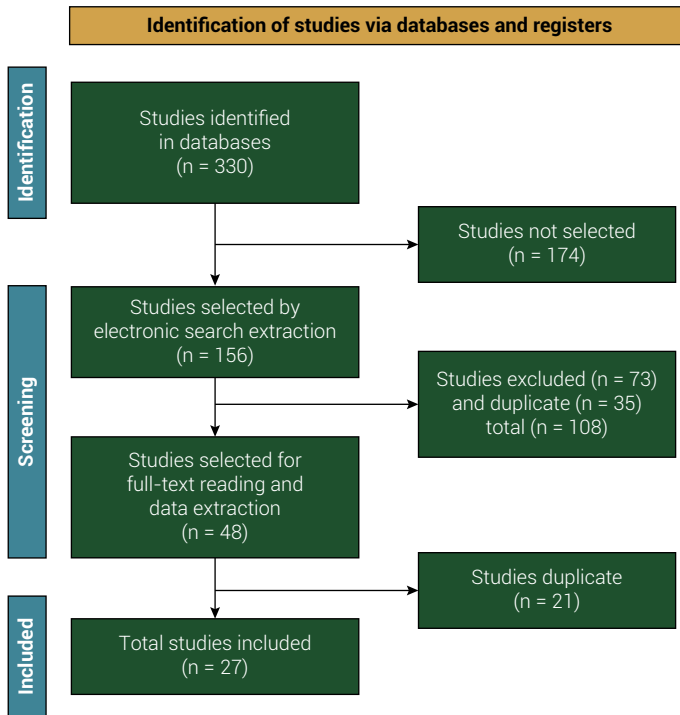 Identification of studies via databases and registers
Identification
Studies identified
in databases
(n = 330)
Studies not selected
(n = 174)
Screening
Studies selected by
electronic search extraction
(n = 156)
Studies excluded (n = 73)
and duplicate (n = 35)
total (n = 108)
Studies selected for
full-text reading and
data extraction
(n = 48)
Studies duplicate
(n = 21)
Included
Total studies included
(n = 27)